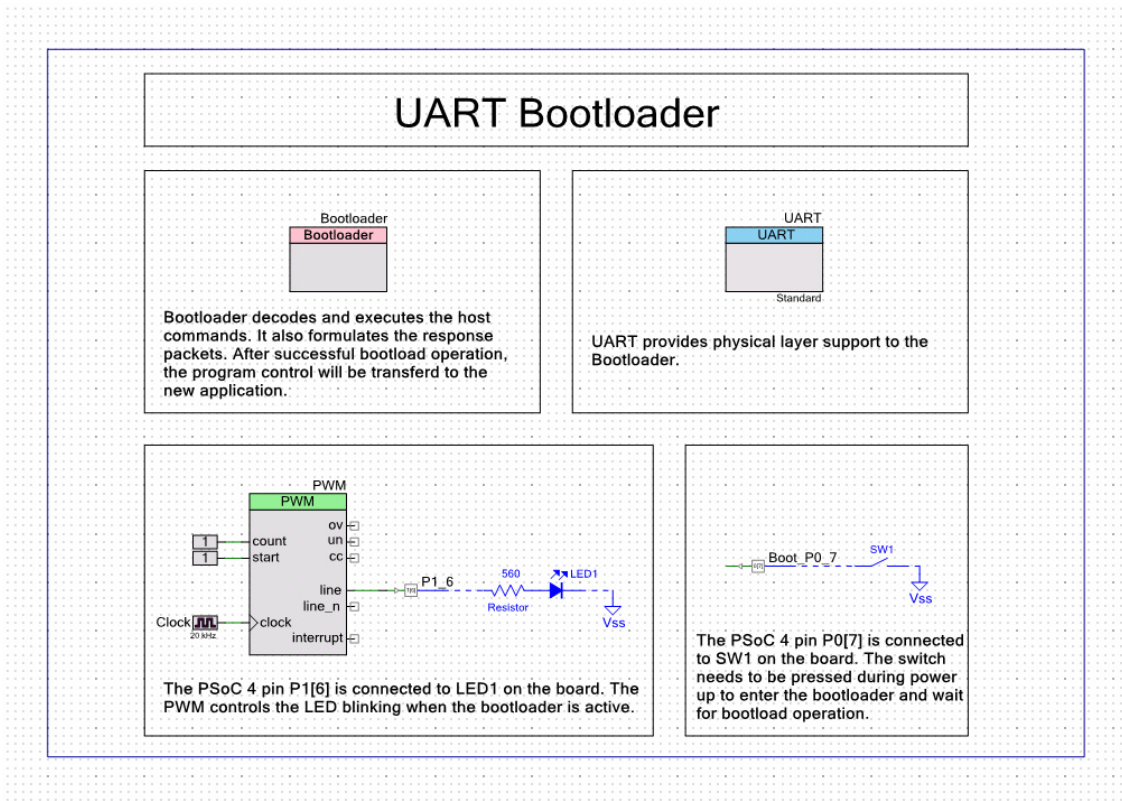 UART Bootloader
Bootloader
Bootloader
Bootloader decodes and executes the host
commands. It also formulates the response
packets. After successful bootload operation,
the program control will be transferd to the
new application.
UART
UART
Standard
UART provides physical layer support to the
Bootloader.
PWM
PWM
ov
1 count un
1 start cc
line P1_6 560 LED1
Resistor
line_n
Vss
Clock clock
20 kHz
interrupt
The PSoC 4 pin P1[6] is connected to LED1 on the board. The
PWM controls the LED blinking when the bootloader is active.
Boot_P0_7 SW1
Vss
The PSoC 4 pin P0[7] is connected
to SW1 on the board. The switch
needs to be pressed during power
up to enter the bootloader and wait
for bootload operation.